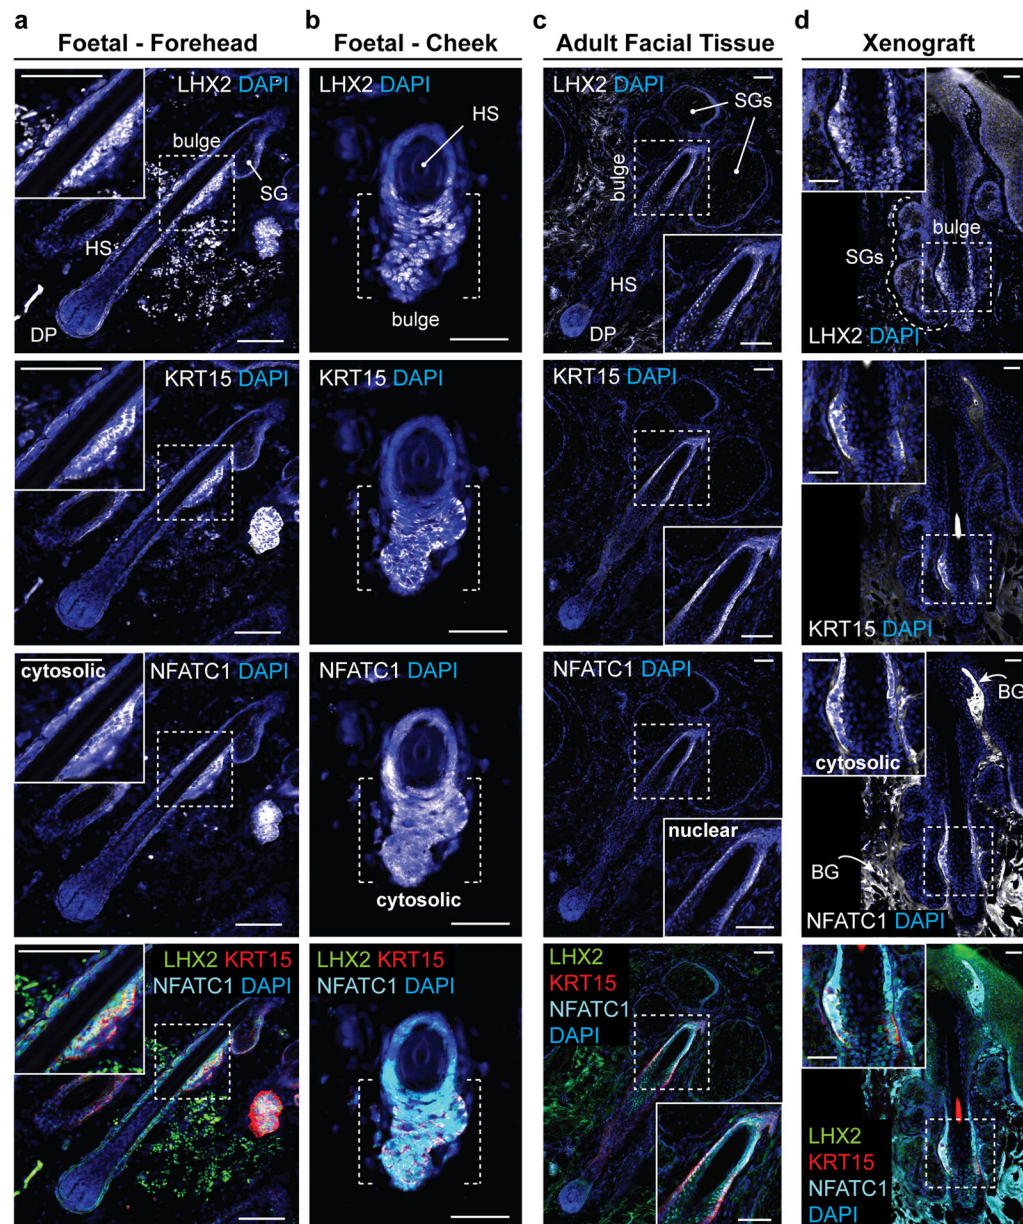 a
Foetal - Forehead
b
Foetal - Cheek
c
Adult Facial Tissue
d
Xenograft
LHX2 DAPI
bulge
SG
HS
DP
LHX2 DAPI
HS
bulge
LHX2 DAPI
SGs
bulge
HS
DP
bulge
SGs
LHX2 DAPI
KRT15 DAPI
KRT15 DAPI
KRT15 DAPI
KRT15 DAPI
cytosolic
NFATC1 DAPI
NFATC1 DAPI
cytosolic
NFATC1 DAPI
nuclear
BG
cytosolic
BG
NFATC1 DAPI
LHX2 KRT15
NFATC1 DAPI
LHX2 KRT15
NFATC1 DAPI
LHX2
KRT15
NFATC1
DAPI
LHX2
KRT15
NFATC1
DAPI